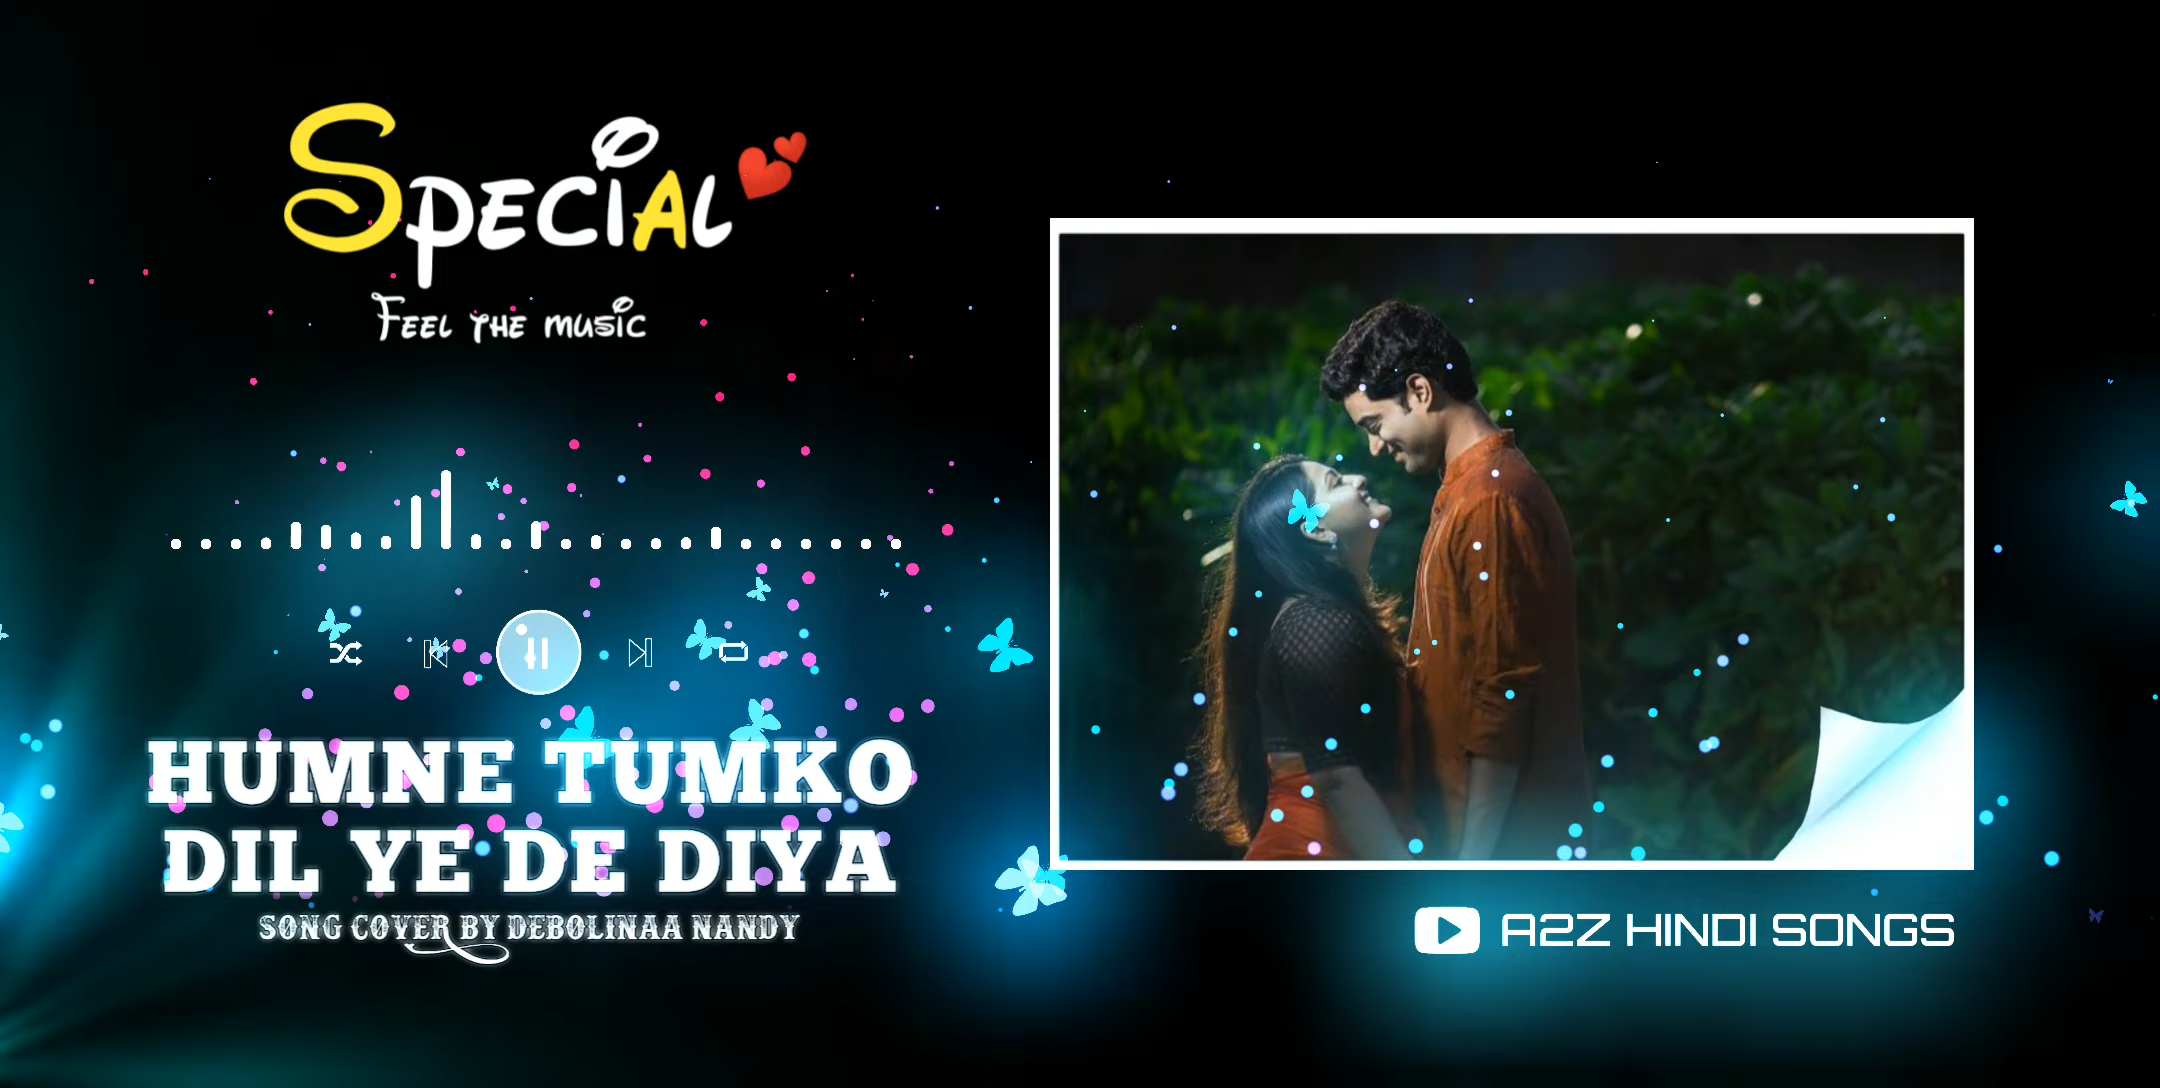 SPECIAL
FEEL THE MUSIC
HUMNE TUMKO
DIL YE DE DIYA
SONG COVER BY DEBOLINAA NANDY
A2Z HINDI SONGS